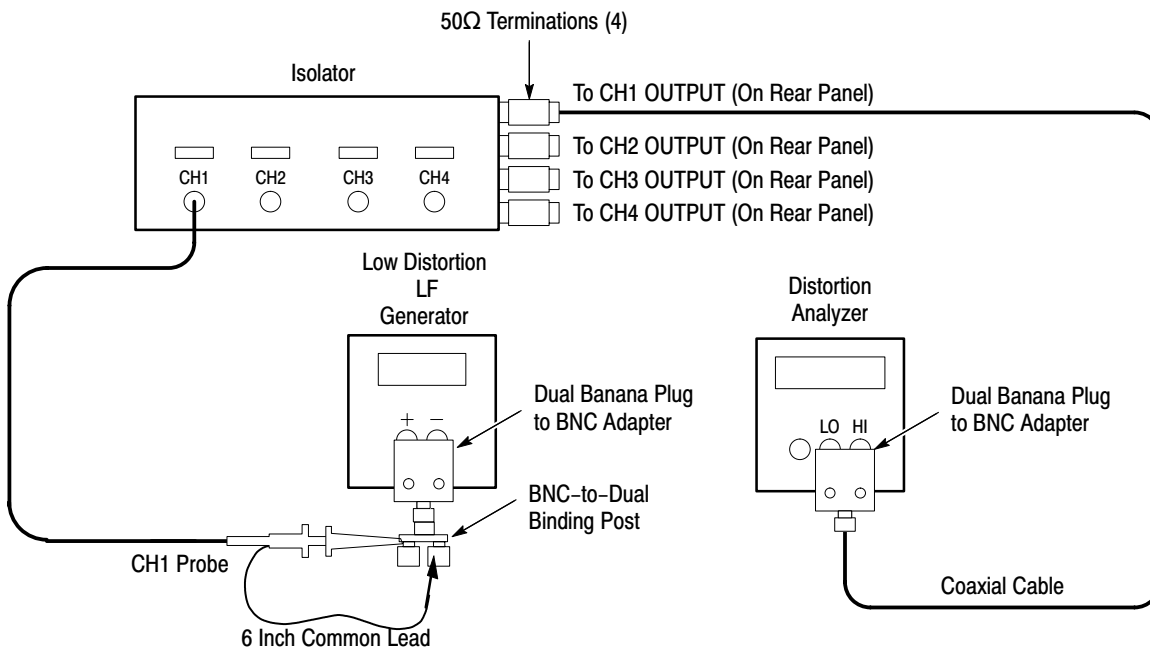 50Ω Terminations (4)
Isolator
To CH1 OUTPUT (On Rear Panel)
To CH2 OUTPUT (On Rear Panel)
To CH3 OUTPUT (On Rear Panel)
To CH4 OUTPUT (On Rear Panel)
CH1 CH2 CH3 CH4
Low Distortion
LF
Generator
Distortion
Analyzer
Dual Banana Plug
to BNC Adapter
+ −
Dual Banana Plug
to BNC Adapter
LO HI
BNC−to−Dual
Binding Post
CH1 Probe
6 Inch Common Lead
Coaxial Cable